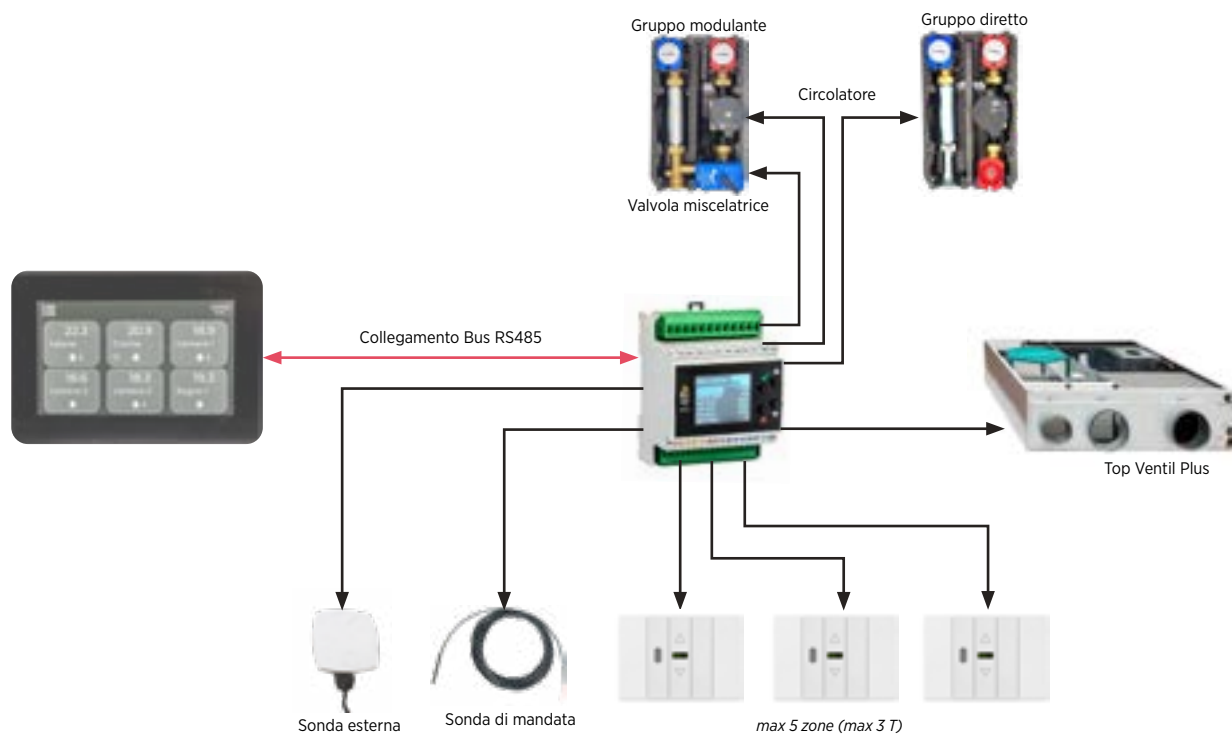 Gruppo modulante
Gruppo diretto
Circolatore
Valvola miscelatrice
Collegamento Bus RS485
Top Ventil Plus
Sonda esterna
Sonda di mandata
max 5 zone (max 3 T)